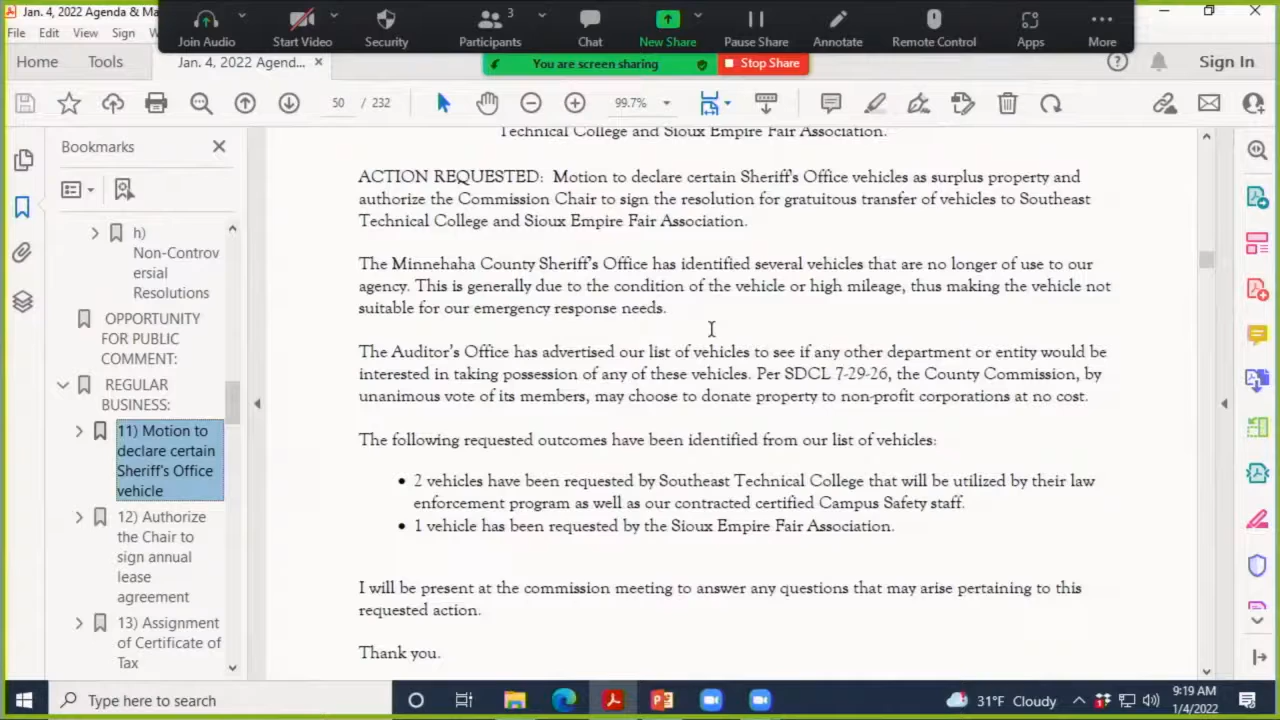 Jan. 4, 2022 Agenda & Ma
File Edit View Sign
Join Audio
Start Video
Security
3
Participants
Chat
New Share
Pause Share
Annotate
Remote Control
Apps
More
You are screen sharing
Stop Share
Home
Tools
Jan. 4, 2022 Agend...
Sign In
50 / 232
99.7%
Bookmarks
h)
Non-Controv
ersial
Resolutions
OPPORTUNITY
FOR PUBLIC
COMMENT:
REGULAR
BUSINESS:
11) Motion to
declare certain
Sheriff's Office
vehicle
12) Authorize
the Chair to
sign annual
lease
agreement
13) Assignment
of Certificate of
Tax
Technical College and Sioux Empire Fair Association.
ACTION REQUESTED: Motion to declare certain Sheriff's Office vehicles as surplus property and
authorize the Commission Chair to sign the resolution for gratuitous transfer of vehicles to Southeast
Technical College and Sioux Empire Fair Association.
The Minnehaha County Sheriff's Office has identified several vehicles that are no longer of use to our
agency. This is generally due to the condition of the vehicle or high mileage, thus making the vehicle not
suitable for our emergency response needs.
The Auditor's Office has advertised our list of vehicles to see if any other department or entity would be
interested in taking possession of any of these vehicles. Per SDCL 7-29-26, the County Commission, by
unanimous vote of its members, may choose to donate property to non-profit corporations at no cost.
The following requested outcomes have been identified from our list of vehicles:
• 2 vehicles have been requested by Southeast Technical College that will be utilized by their law
enforcement program as well as our contracted certified Campus Safety staff.
• 1 vehicle has been requested by the Sioux Empire Fair Association.
I will be present at the commission meeting to answer any questions that may arise pertaining to this
requested action.
Thank you.
Type here to search
31°F Cloudy
9:19 AM
1/4/2022